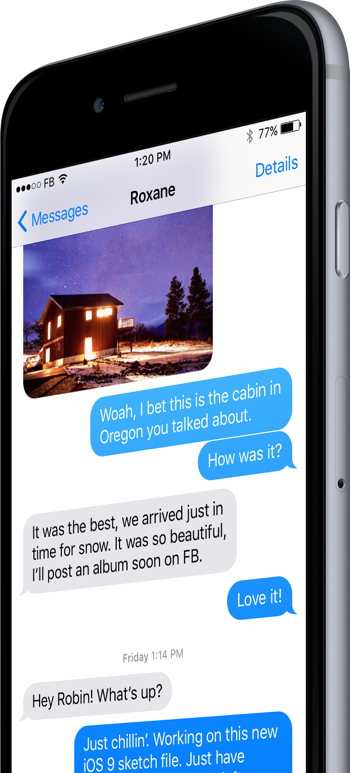 FB 1:20 PM 77%
Messages Roxane Details
Woah, I bet this is the cabin in
Oregon you talked about.
How was it?
It was the best, we arrived just in
time for snow. It was so beautiful,
I'll post an album soon on FB.
Love it!
Friday 1:14 PM
Hey Robin! What's up?
Just chillin'. Working on this new
iOS 9 sketch file. Just have